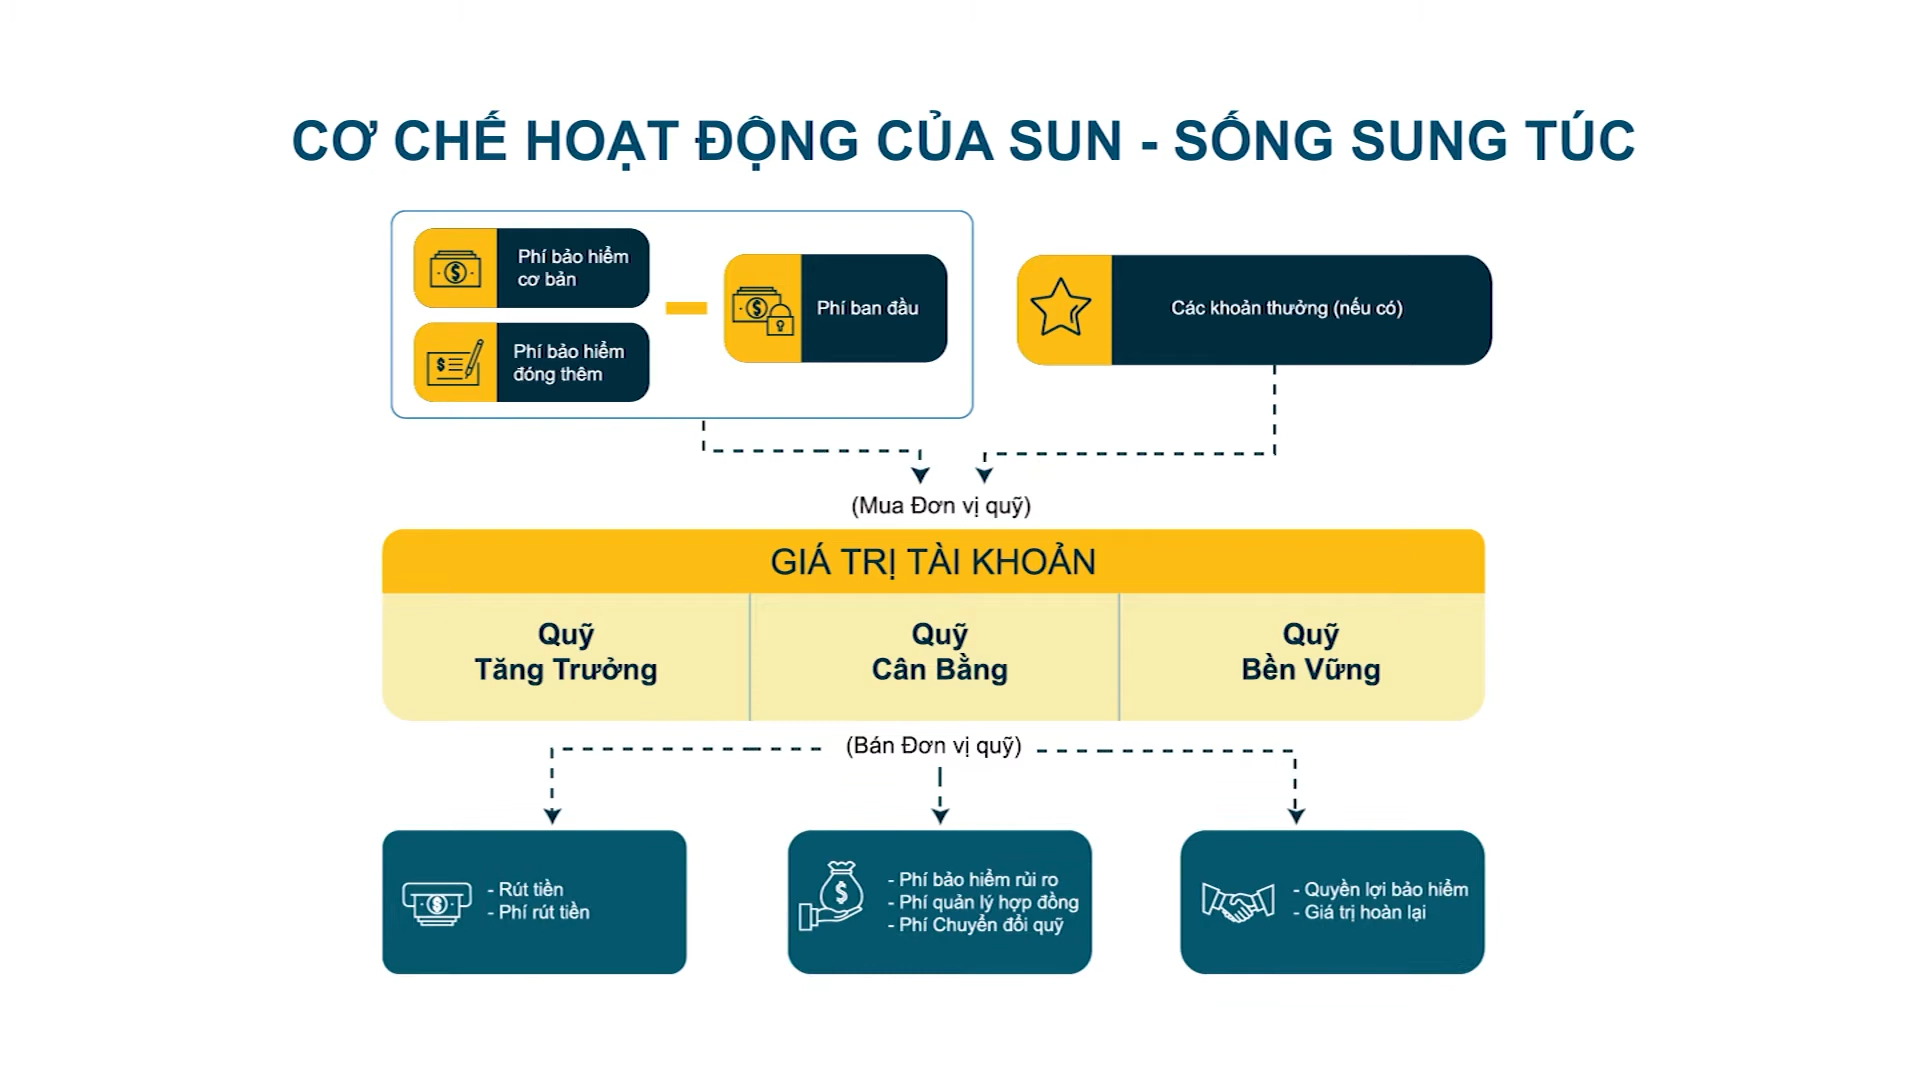 CƠ CHẾ HOẠT ĐỘNG CỦA SUN - SỐNG SUNG TÚC
Phí bảo hiểm
cơ bản
Phí bảo hiểm
đóng thêm
Phí ban đầu
Các khoản thưởng (nếu có)
(Mua Đơn vị quỹ)
GIÁ TRỊ TÀI KHOẢN
Quỹ
Tăng Trưởng
Quỹ
Cân Bằng
Quỹ
Bền Vững
(Bán Đơn vị quỹ)
- Rút tiền
- Phí rút tiền
- Phí bảo hiểm rủi ro
- Phí quản lý hợp đồng
- Phí Chuyển đổi quỹ
- Quyền lợi bảo hiểm
- Giá trị hoàn lại